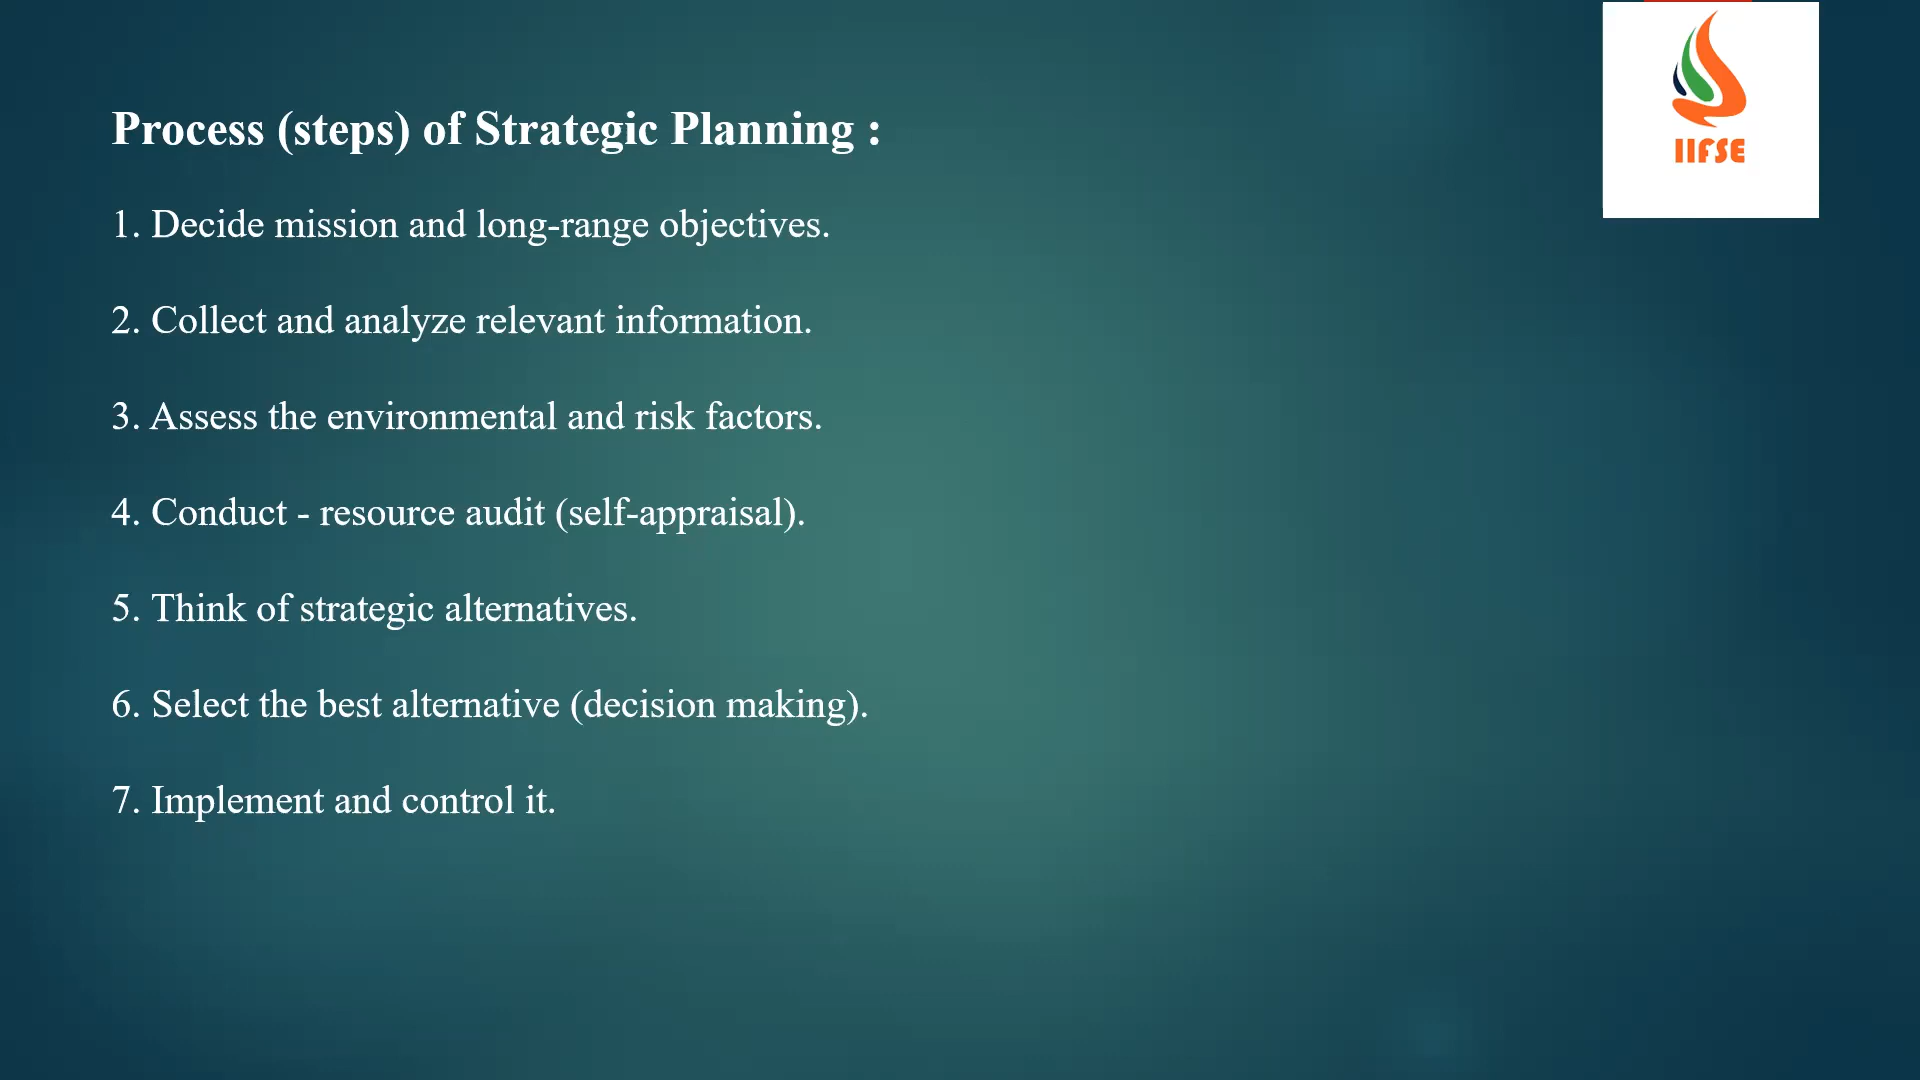 IIFSE
Process (steps) of Strategic Planning :
1. Decide mission and long-range objectives.
2. Collect and analyze relevant information.
3. Assess the environmental and risk factors.
4. Conduct - resource audit (self-appraisal).
5. Think of strategic alternatives.
6. Select the best alternative (decision making).
7. Implement and control it.